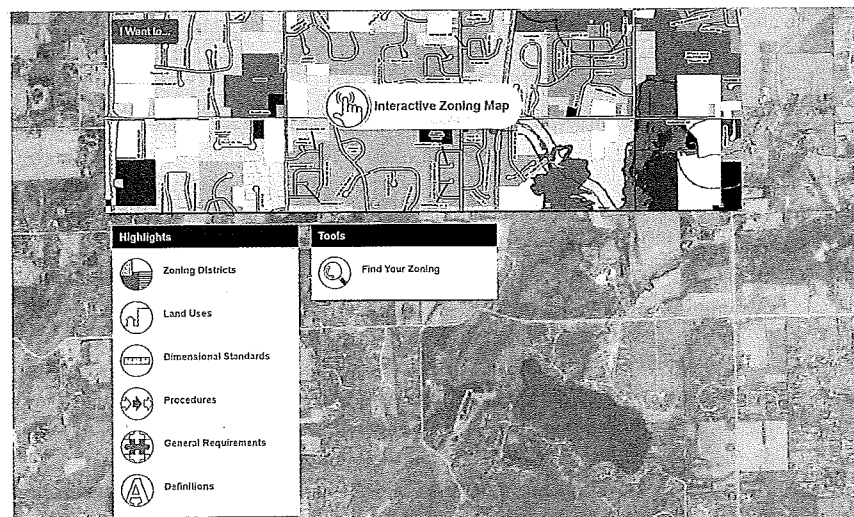 I Want to...
Interactive Zoning Map
Highlights
Zoning Districts
Land Uses
Dimensional Standards
Procedures
General Requirements
Definitions
Tools
Find Your Zoning